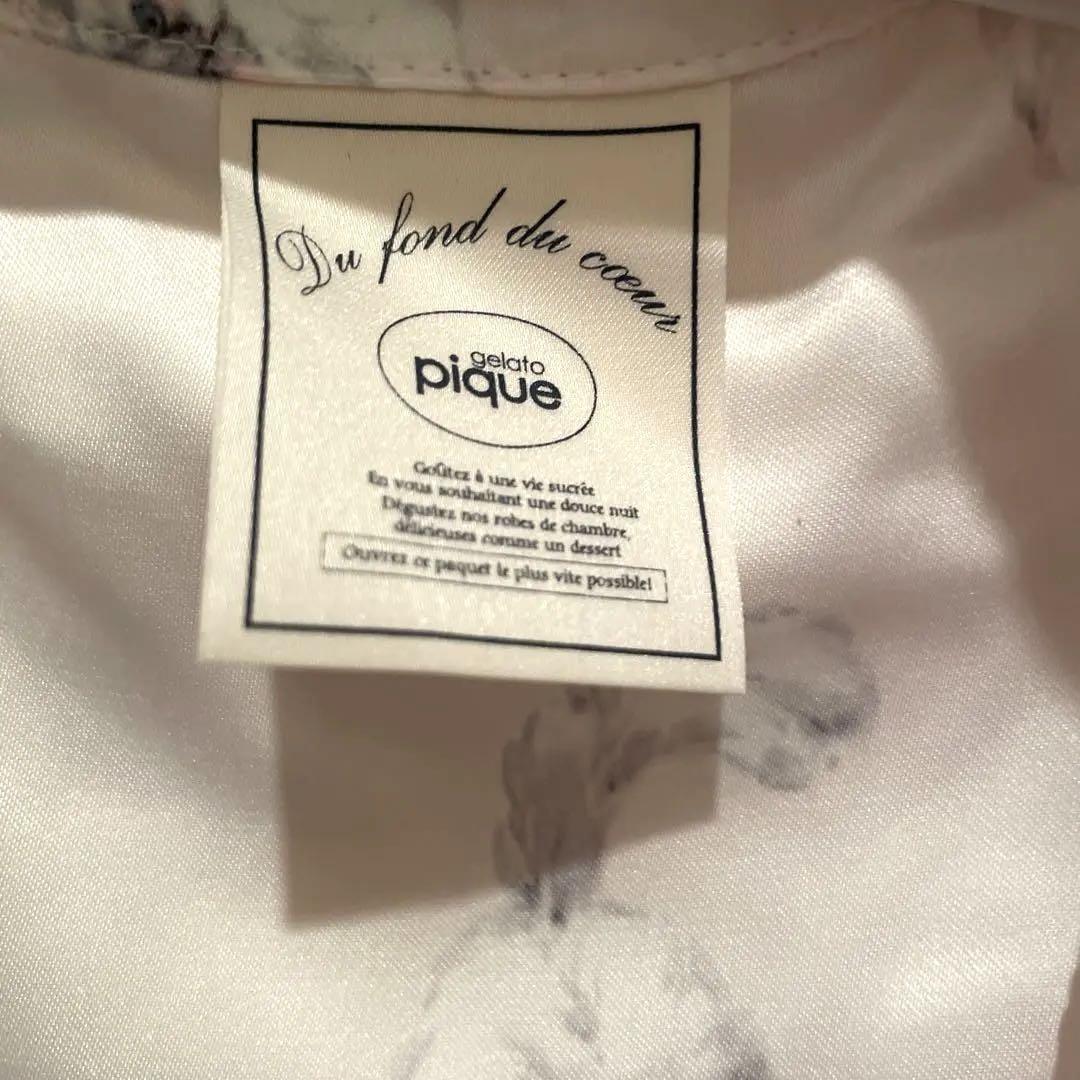 Du fond du cœur
gelato
pique
Goûtez à une vie sucrée
En vous souhaitant une douce nuit
Dégustez nos robes de chambre,
délicieuses comme un dessert
Ouvrez ce paquet le plus vite possible!